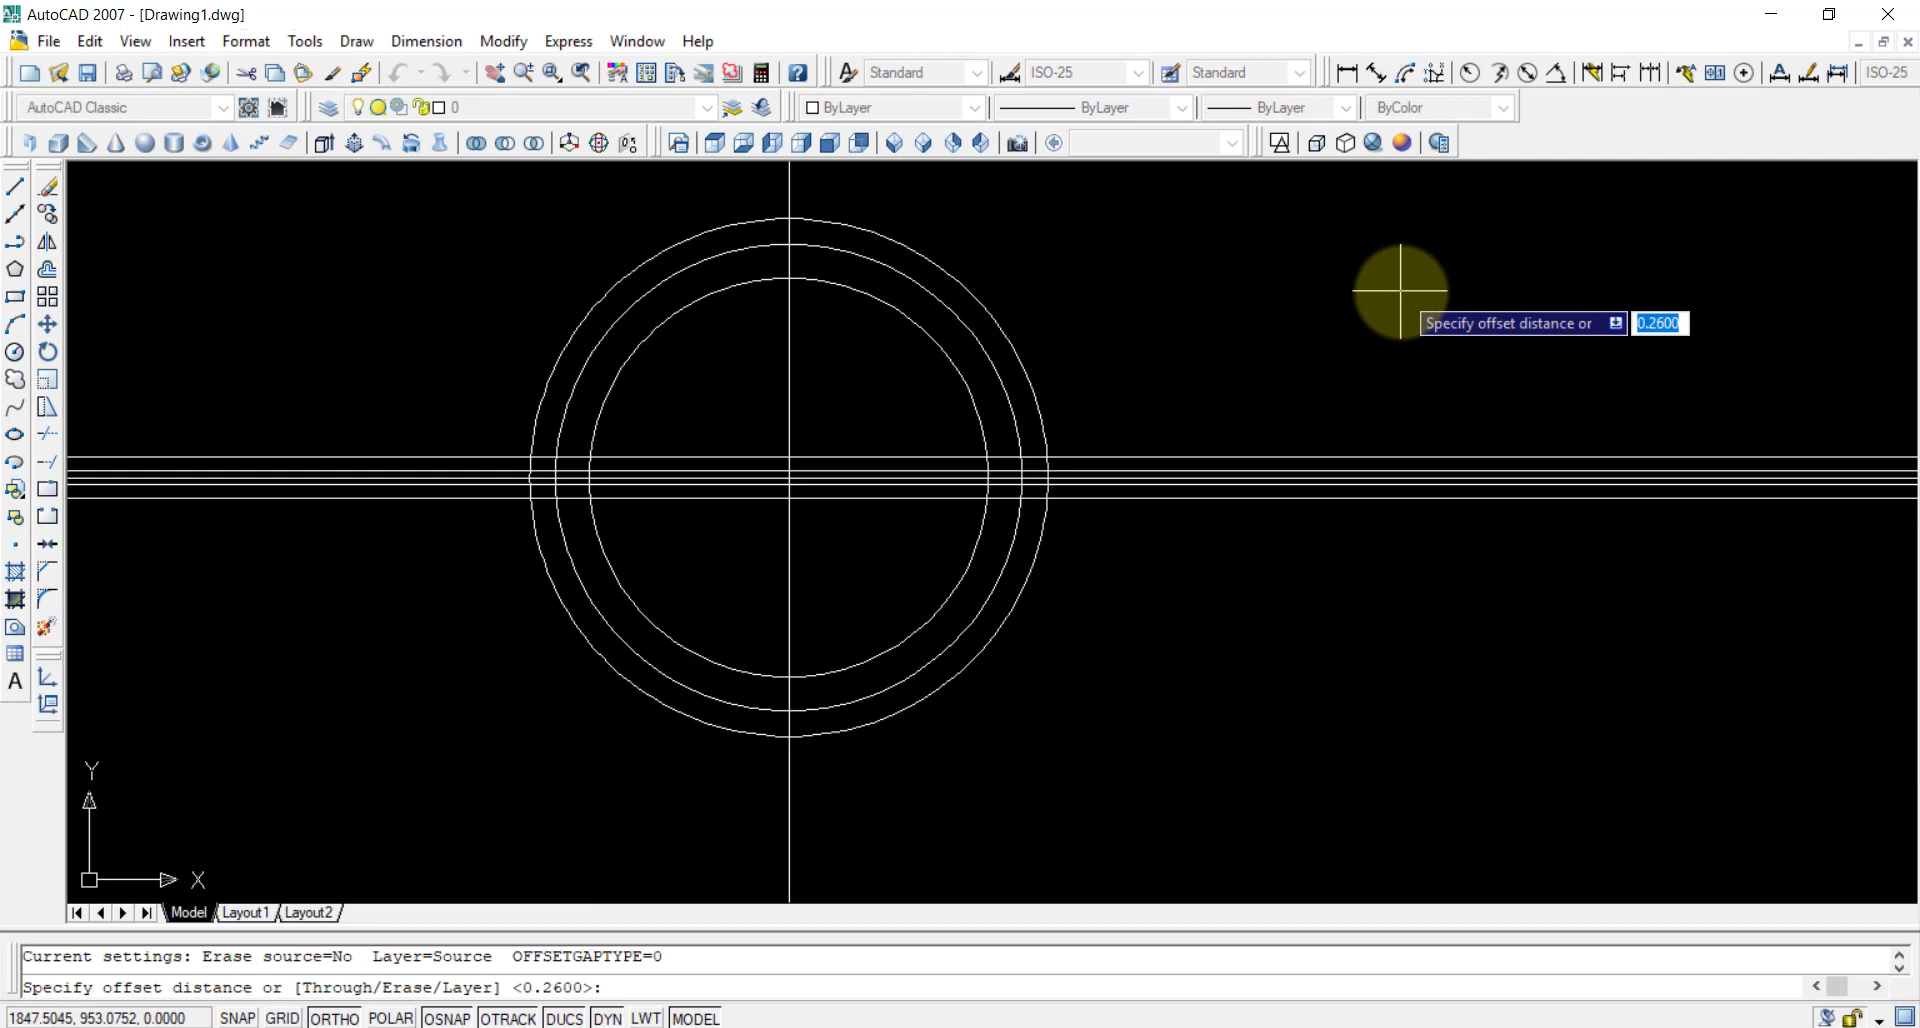 AutoCAD 2007 - [Drawing1.dwg]
File Edit View Insert Format Tools Draw Dimension Modify Express Window Help
Standard ISO-25 Standard ISO-25
AutoCAD Classic 0 ByLayer ByLayer ByLayer ByColor
Specify offset distance or 0.2600
Y
X
Model Layout1 Layout2
Current settings: Erase source=No Layer=Source OFFSETGAPTYPE=0
Specify offset distance or [Through/Erase/Layer] <0.2600>:
1847.5045, 953.0752, 0.0000 SNAP GRID ORTHO POLAR OSNAP OTRACK DUCS DYN LWT MODEL